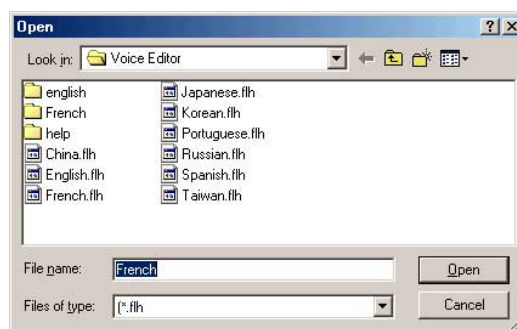 Open
Look in: Voice Editor
english
French
help
China.flh
English.flh
French.flh
Japanese.flh
Korean.flh
Portuguese.flh
Russian.flh
Spanish.flh
Taiwan.flh
File name: French Open
Files of type: (*.flh Cancel